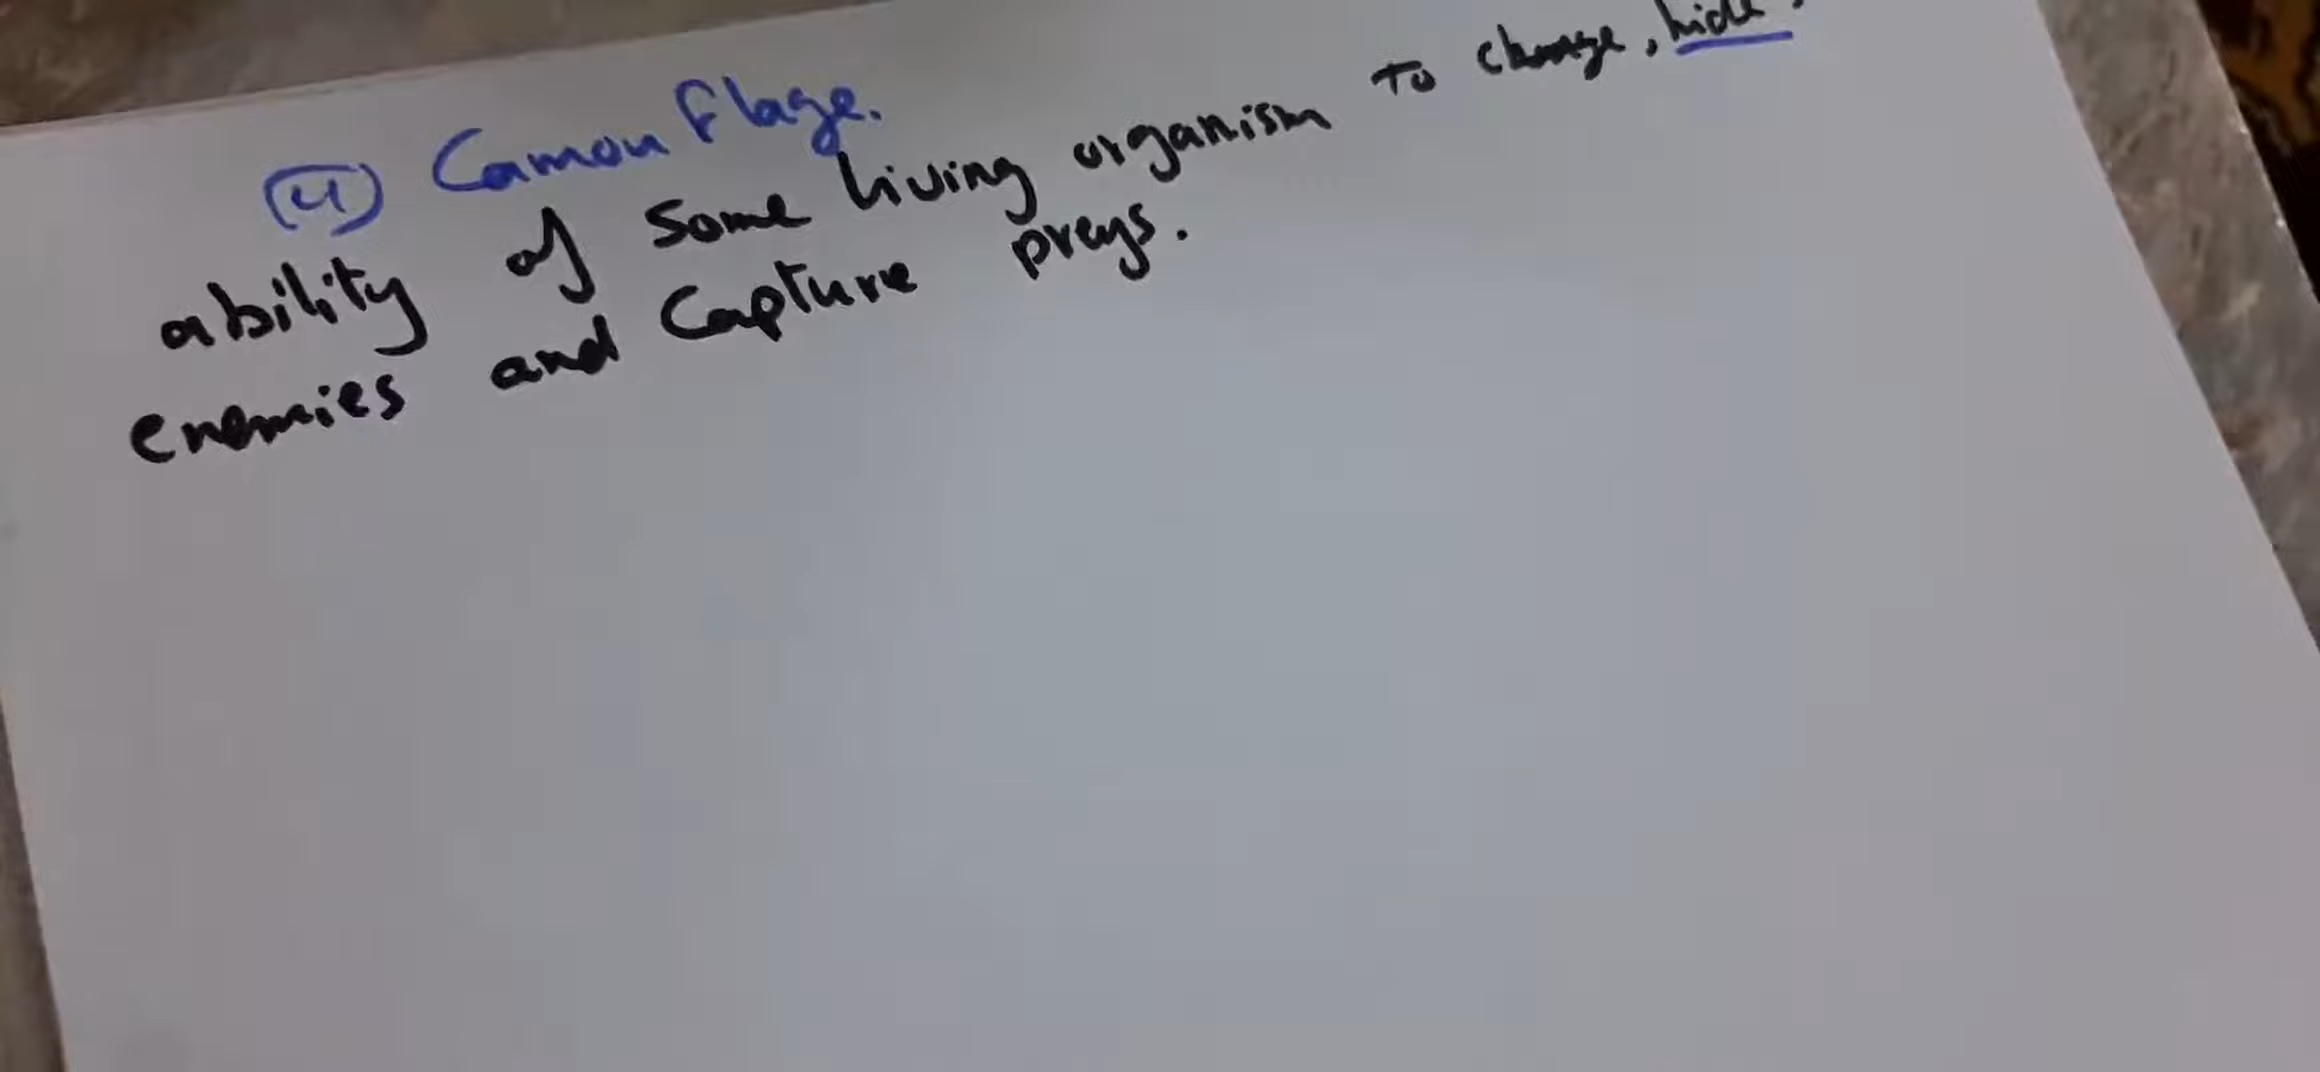 (4) Camouflage.
ability of some living organism to change, hide
enemies and capture preys.